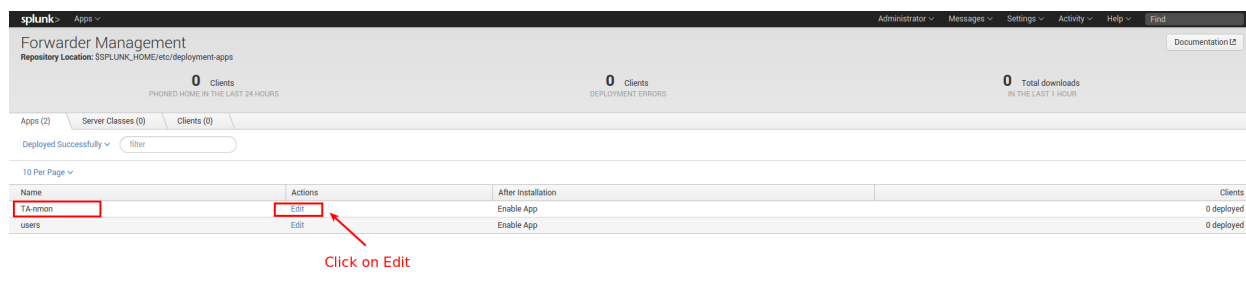 splunk> Apps Administrator Messages Settings Activity Help Find
Forwarder Management
Documentation
Repository Location: $SPLUNK_HOME/etc/deployment-apps
0 Clients 0 Clients 0 Total downloads
PHONED HOME IN THE LAST 24 HOURS DEPLOYMENT ERRORS IN THE LAST 1 HOUR
Apps (2) Server Classes (0) Clients (0)
Deployed Successfully filter
10 Per Page
Name Actions After Installation Clients
TA-nmon Edit Enable App 0 deployed
users Edit Enable App 0 deployed
Click on Edit